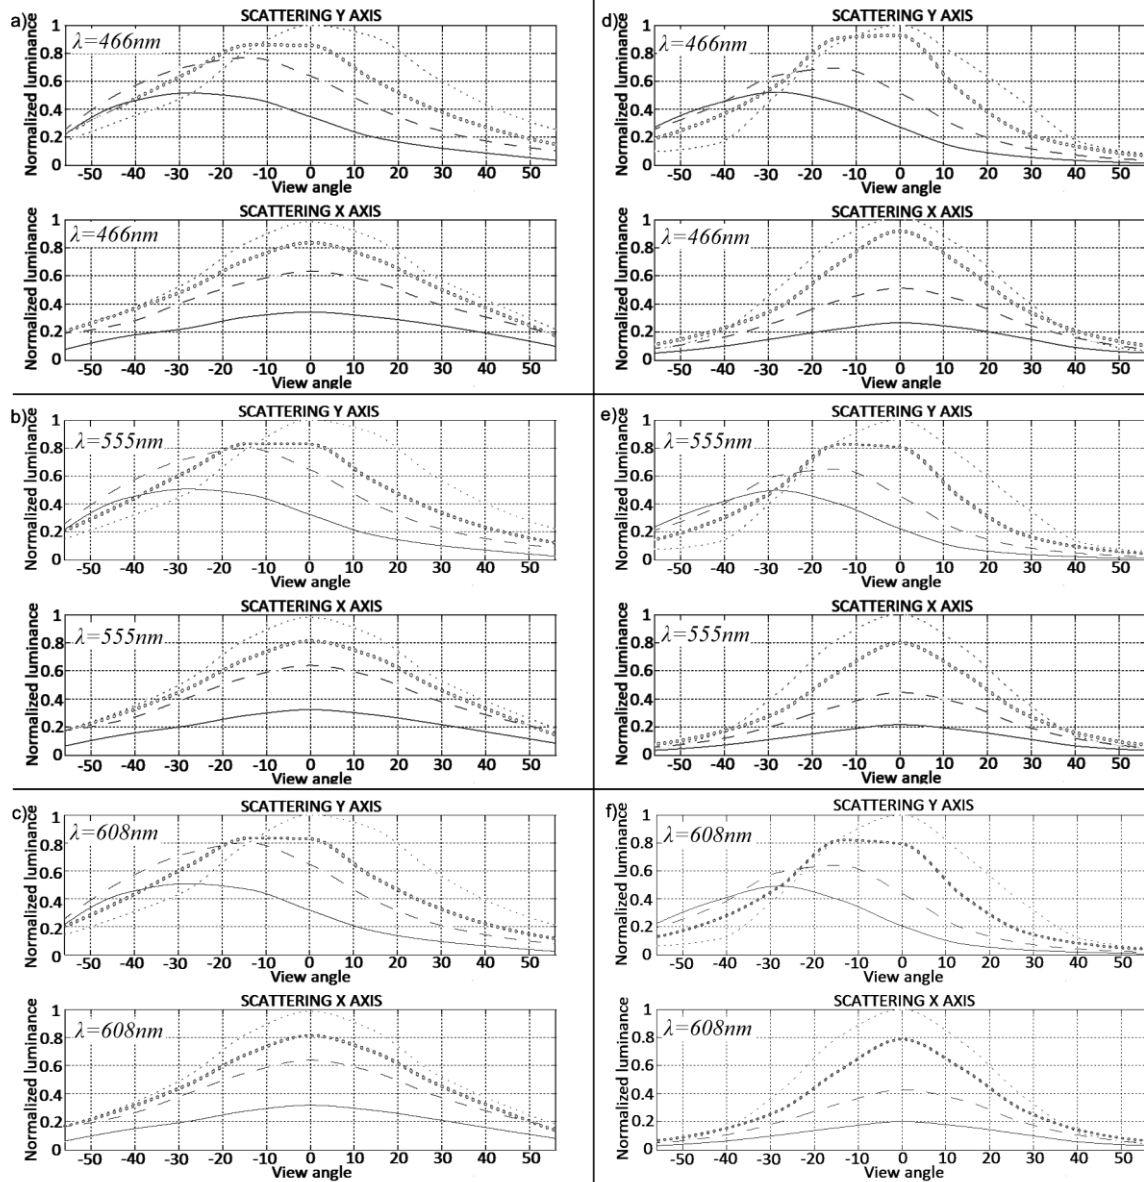 a)
SCATTERING Y AXIS
λ=466nm
Normalized luminance
1
0.8
0.6
0.4
0.2
0
-50 -40 -30 -20 -10 0 10 20 30 40 50
View angle
SCATTERING X AXIS
λ=466nm
Normalized luminance
1
0.8
0.6
0.4
0.2
0
-50 -40 -30 -20 -10 0 10 20 30 40 50
View angle
b)
SCATTERING Y AXIS
λ=555nm
Normalized luminance
1
0.8
0.6
0.4
0.2
0
-50 -40 -30 -20 -10 0 10 20 30 40 50
View angle
SCATTERING X AXIS
λ=555nm
Normalized luminance
1
0.8
0.6
0.4
0.2
0
-50 -40 -30 -20 -10 0 10 20 30 40 50
View angle
c)
SCATTERING Y AXIS
λ=608nm
Normalized luminance
1
0.8
0.6
0.4
0.2
0
-50 -40 -30 -20 -10 0 10 20 30 40 50
View angle
SCATTERING X AXIS
λ=608nm
Normalized luminance
1
0.8
0.6
0.4
0.2
0
-50 -40 -30 -20 -10 0 10 20 30 40 50
View angle
d)
SCATTERING Y AXIS
λ=466nm
Normalized luminance
1
0.8
0.6
0.4
0.2
0
-50 -40 -30 -20 -10 0 10 20 30 40 50
View angle
SCATTERING X AXIS
λ=466nm
Normalized luminance
1
0.8
0.6
0.4
0.2
0
-50 -40 -30 -20 -10 0 10 20 30 40 50
View angle
e)
SCATTERING Y AXIS
λ=555nm
Normalized luminance
1
0.8
0.6
0.4
0.2
0
-50 -40 -30 -20 -10 0 10 20 30 40 50
View angle
SCATTERING X AXIS
λ=555nm
Normalized luminance
1
0.8
0.6
0.4
0.2
0
-50 -40 -30 -20 -10 0 10 20 30 40 50
View angle
f)
SCATTERING Y AXIS
λ=608nm
Normalized luminance
1
0.8
0.6
0.4
0.2
0
-50 -40 -30 -20 -10 0 10 20 30 40 50
View angle
SCATTERING X AXIS
λ=608nm
Normalized luminance
1
0.8
0.6
0.4
0.2
0
-50 -40 -30 -20 -10 0 10 20 30 40 50
View angle